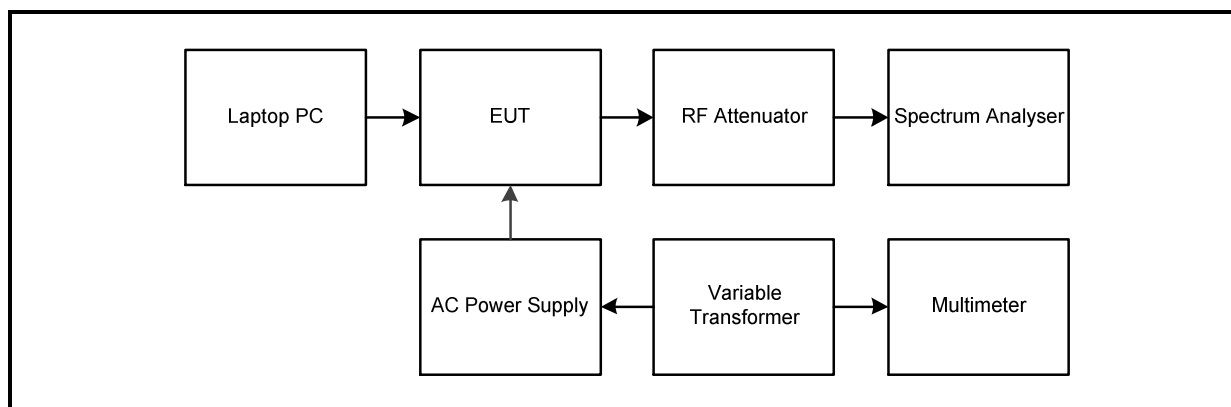 Laptop PC
EUT
RF Attenuator
Spectrum Analyser
AC Power Supply
Variable
Transformer
Multimeter